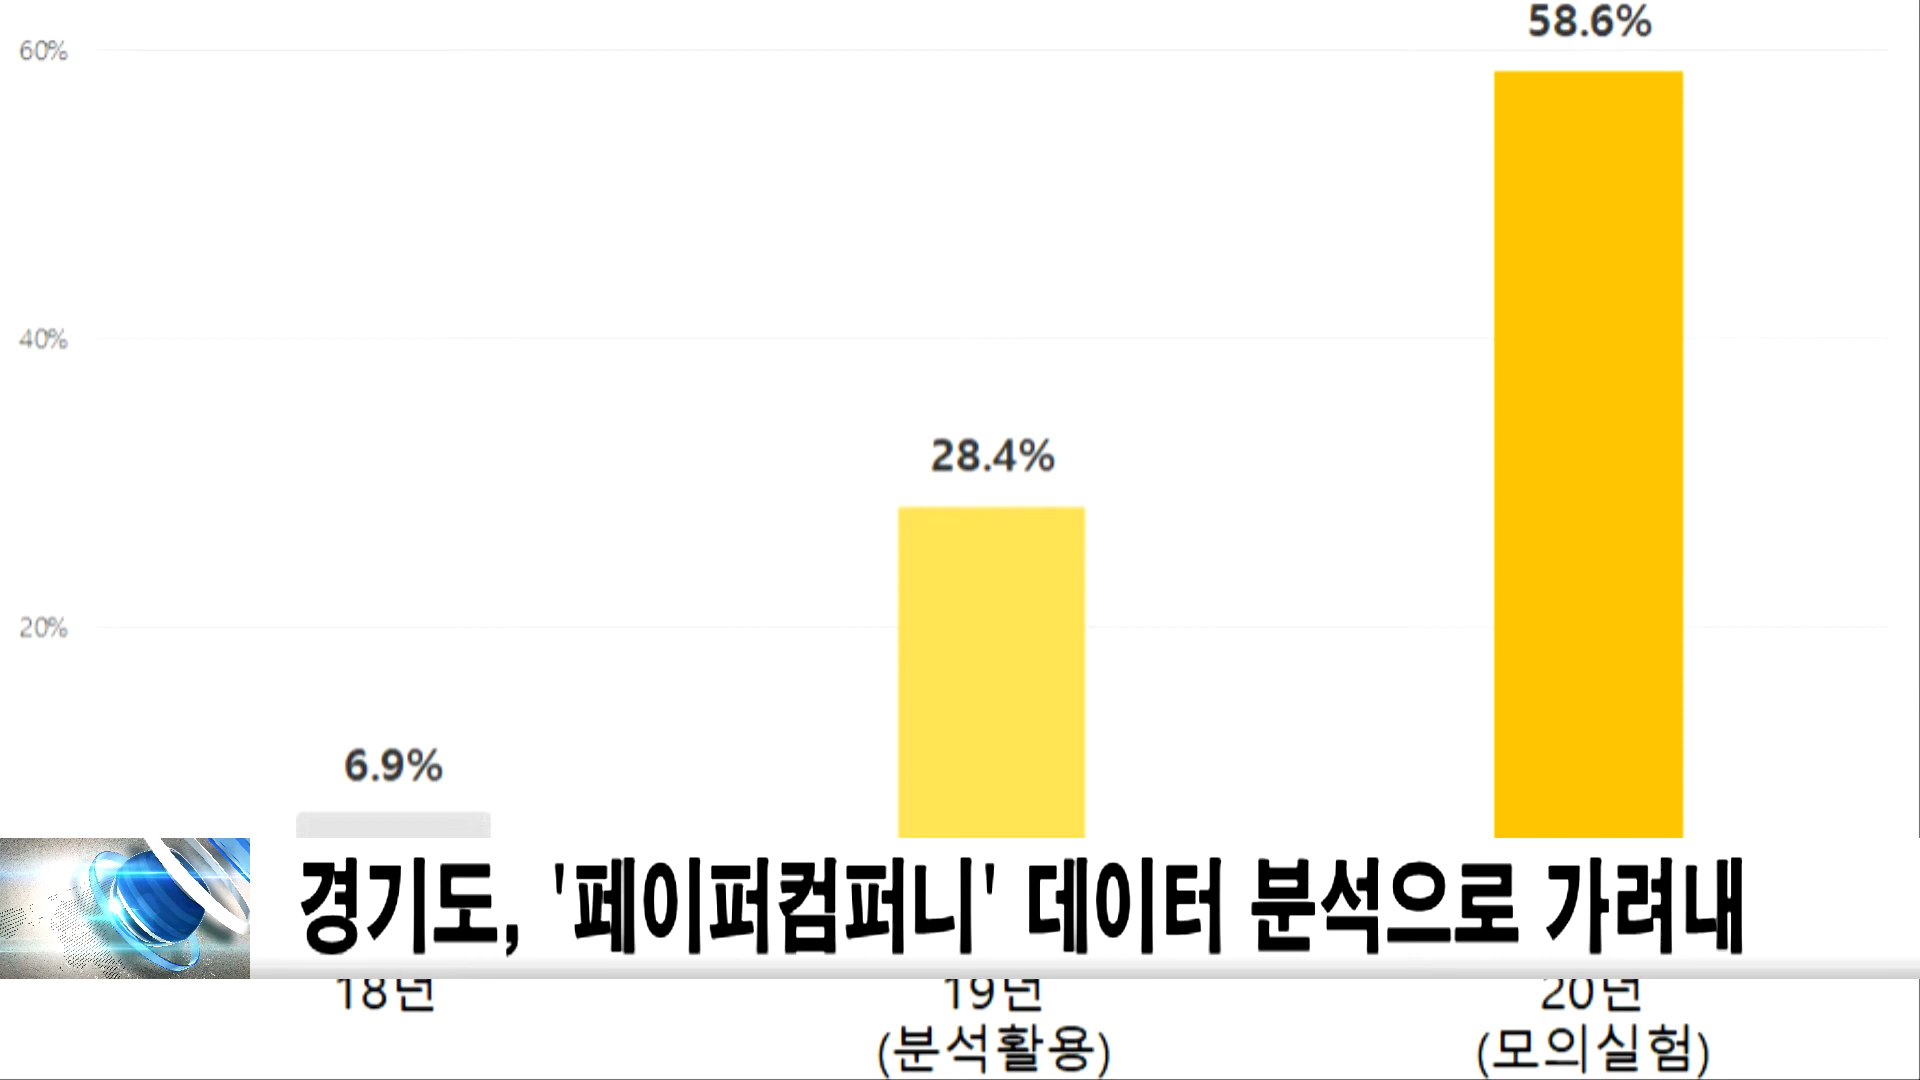 58.6%
60%
40%
28.4%
20%
6.9%
경기도, '페이퍼컴퍼니' 데이터 분석으로 가려내
18년
19년
20년
(분석활용)
(모의실험)